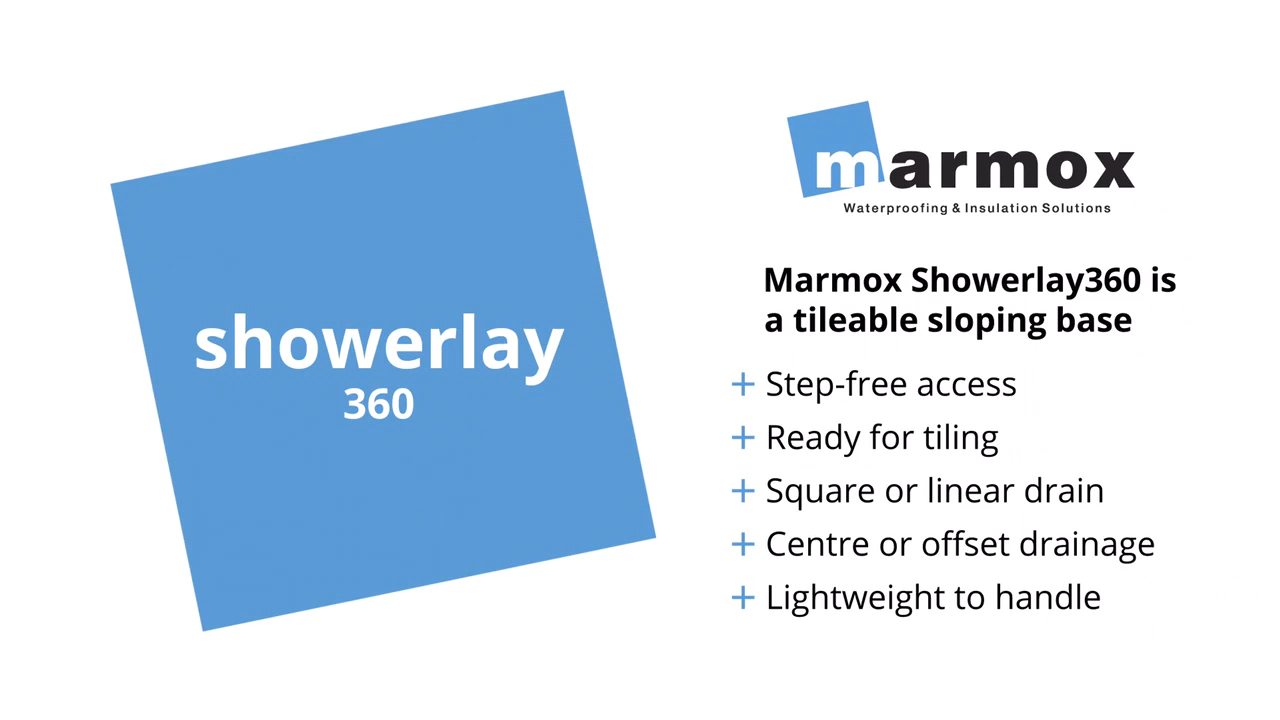 showerlay
360
marmox
Waterproofing & Insulation Solutions
Marmox Showerlay360 is
a tileable sloping base
+ Step-free access
+ Ready for tiling
+ Square or linear drain
+ Centre or offset drainage
+ Lightweight to handle